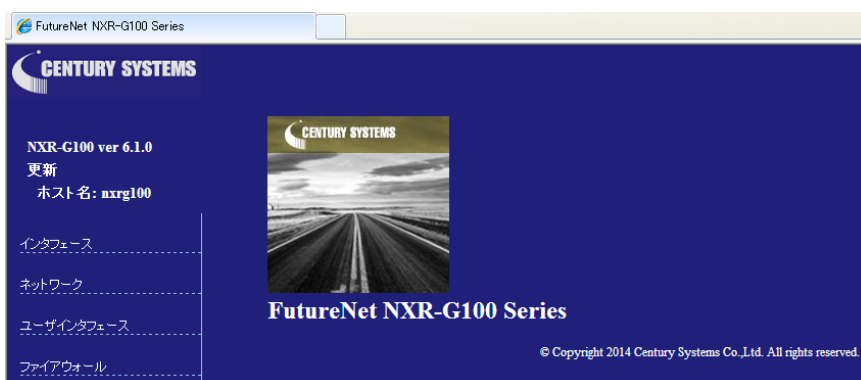 FutureNet NXR-G100 Series
CENTURY SYSTEMS
NXR-G100 ver 6.1.0
更新
ホスト名: nxrg100
インタフェース
ネットワーク
ユーザインタフェース
ファイアウォール
CENTURY SYSTEMS
FutureNet NXR-G100 Series
© Copyright 2014 Century Systems Co.,Ltd. All rights reserved.